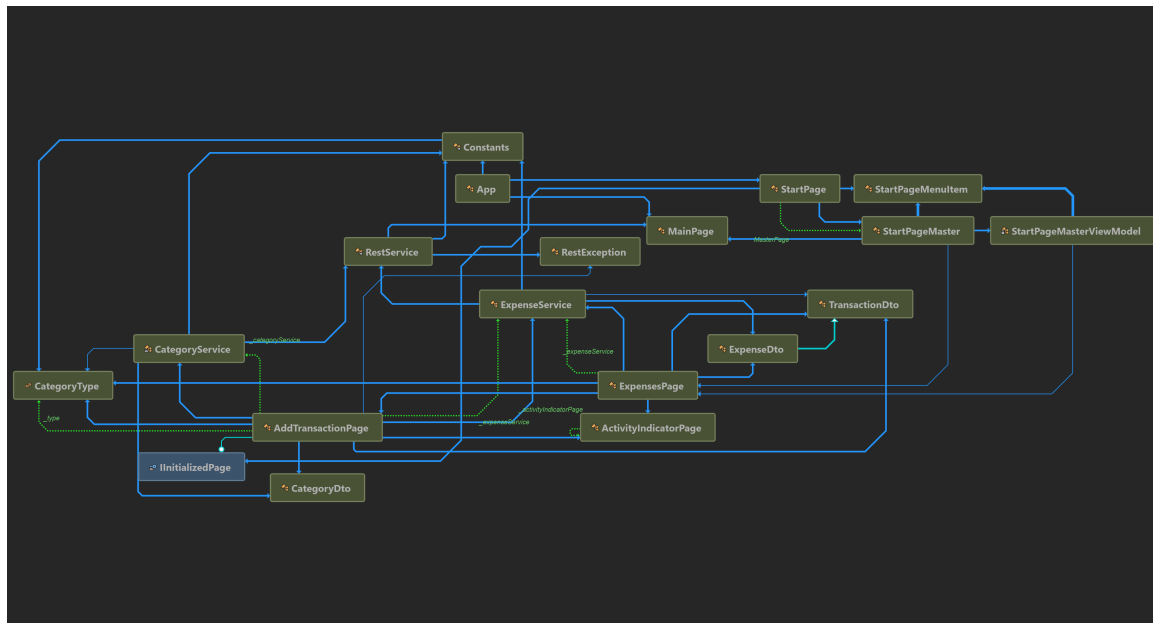 Constants
App
StartPage
StartPageMenuItem
MainPage
StartPageMaster
StartPageMasterViewModel
MasterPage
RestService
RestException
ExpenseService
TransactionDto
_categoryService
CategoryService
_expenseService
ExpenseDto
CategoryType
ExpensesPage
_type
_activityIndicatorPage
_expenseService
AddTransactionPage
ActivityIndicatorPage
IInitializedPage
CategoryDto